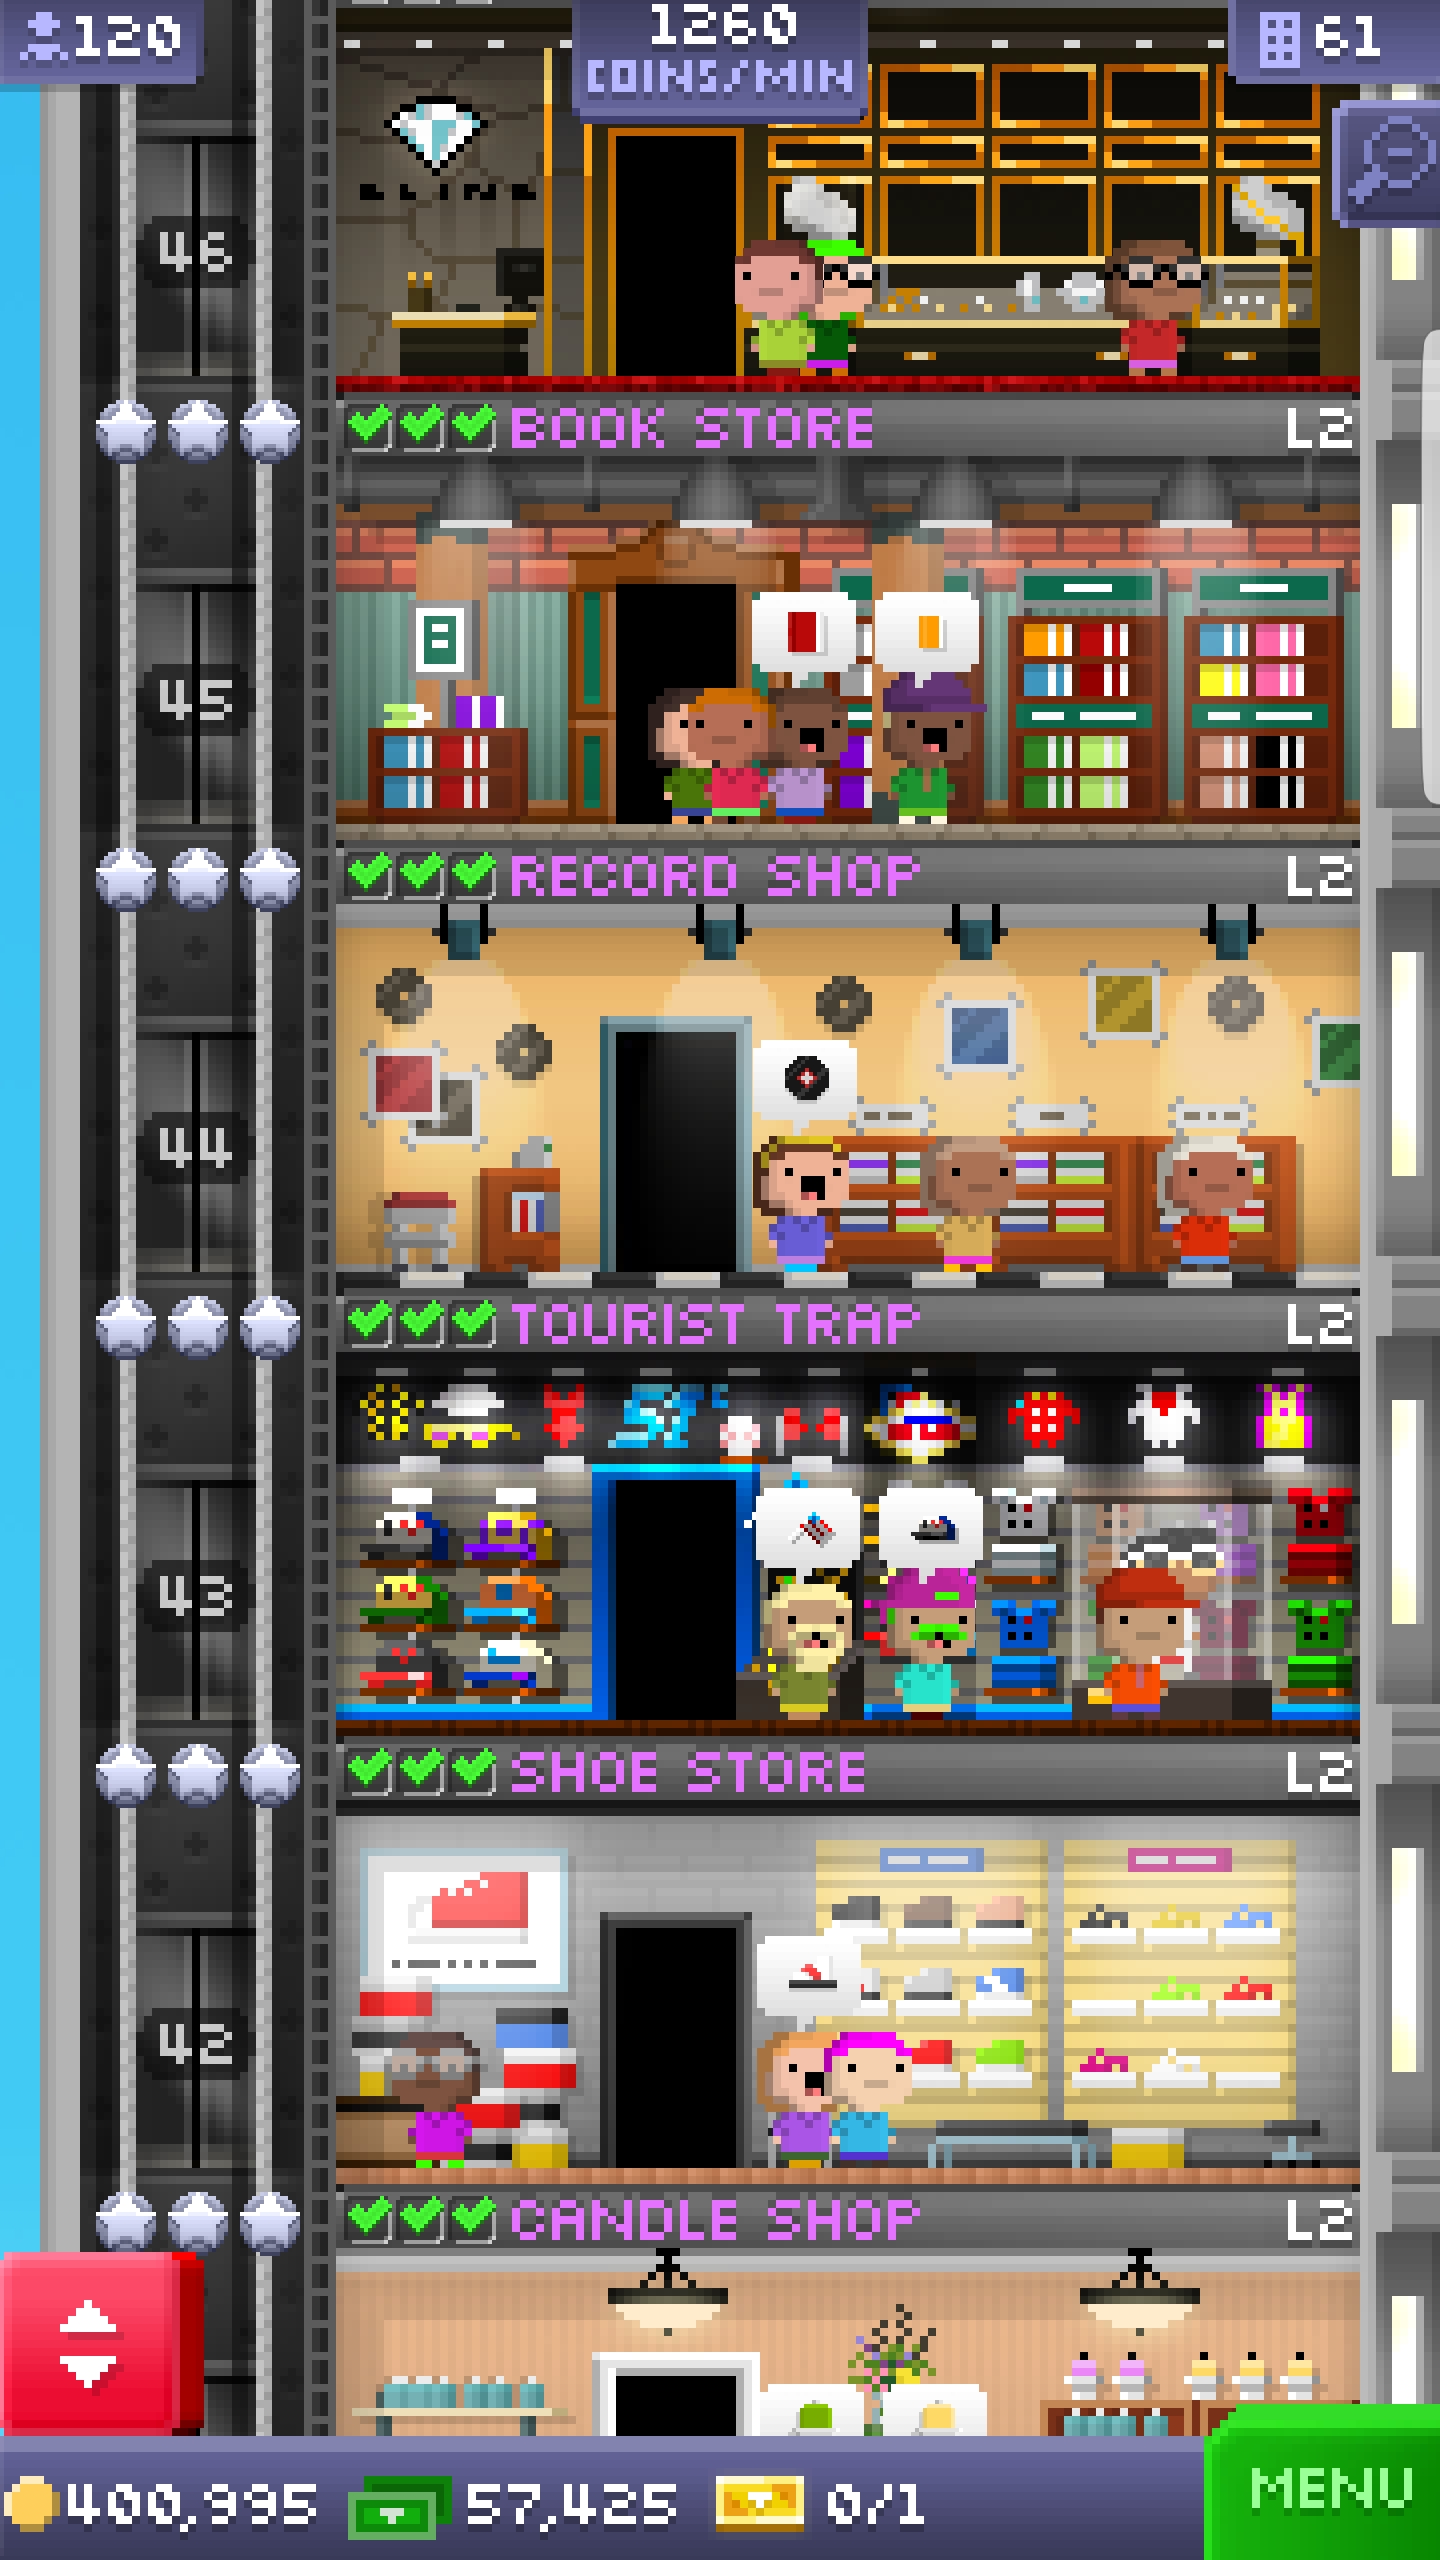 120
1260
COINS/MIN
61
46
BOOK STORE
L2
45
RECORD SHOP
L2
44
TOURIST TRAP
L2
43
SHOE STORE
L2
42
CANDLE SHOP
L2
400,995
57,425
0/1
MENU